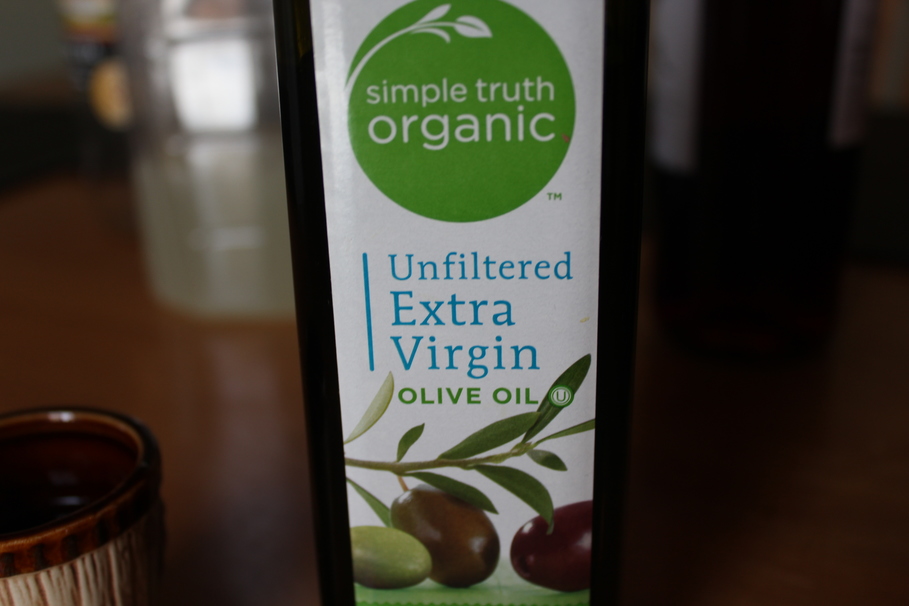 simple truth
organic
TM
Unfiltered
Extra
Virgin
OLIVE OIL U